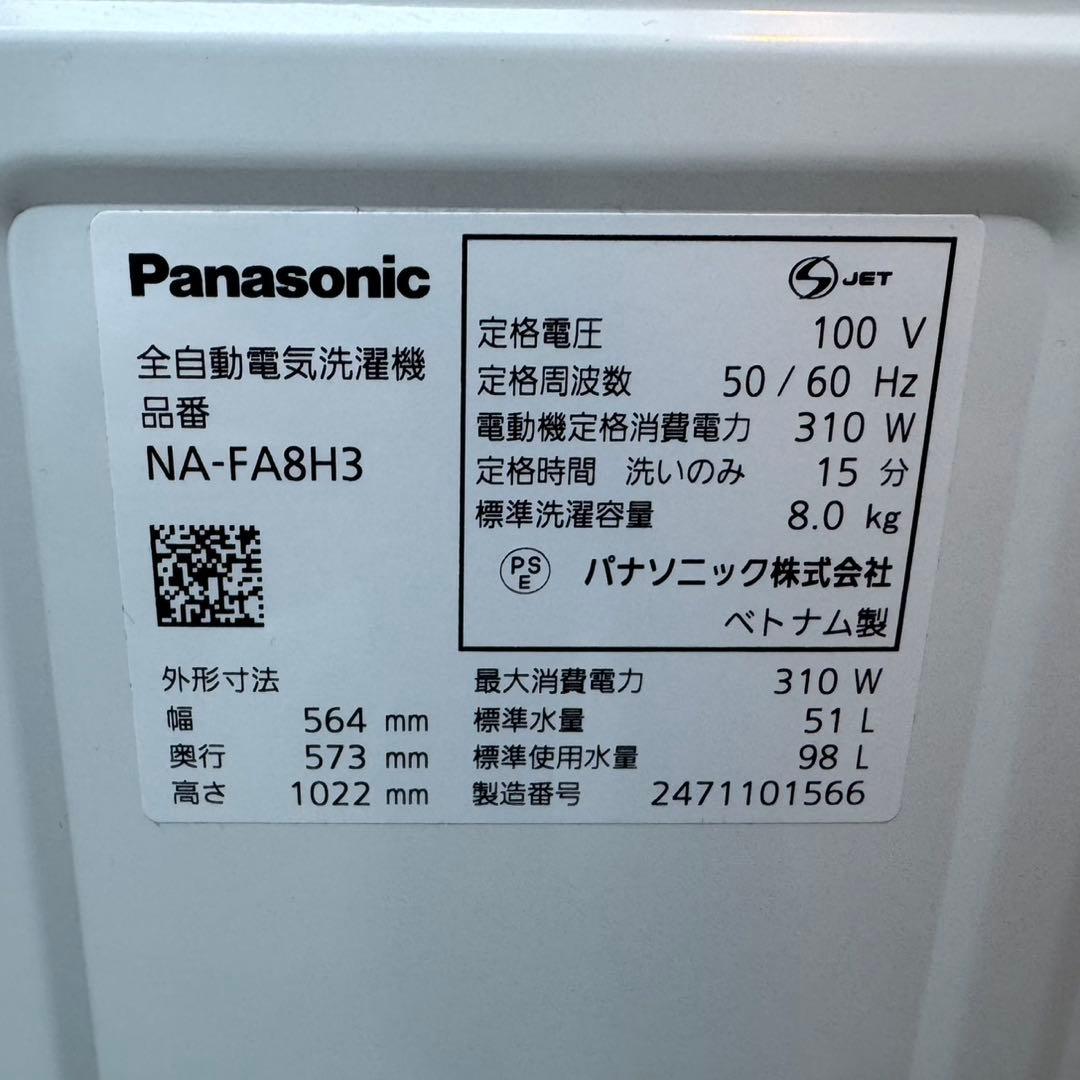 Panasonic
全自動電気洗濯機
品番
NA-FA8H3
S JET
定格電圧 100 V
定格周波数 50 / 60 Hz
電動機定格消費電力 310 W
定格時間 洗いのみ 15 分
標準洗濯容量 8.0 kg
PS E パナソニック株式会社
ベトナム製
外形寸法
幅 564 mm
奥行 573 mm
高さ 1022 mm
最大消費電力 310 W
標準水量 51 L
標準使用水量 98 L
製造番号 2471101566